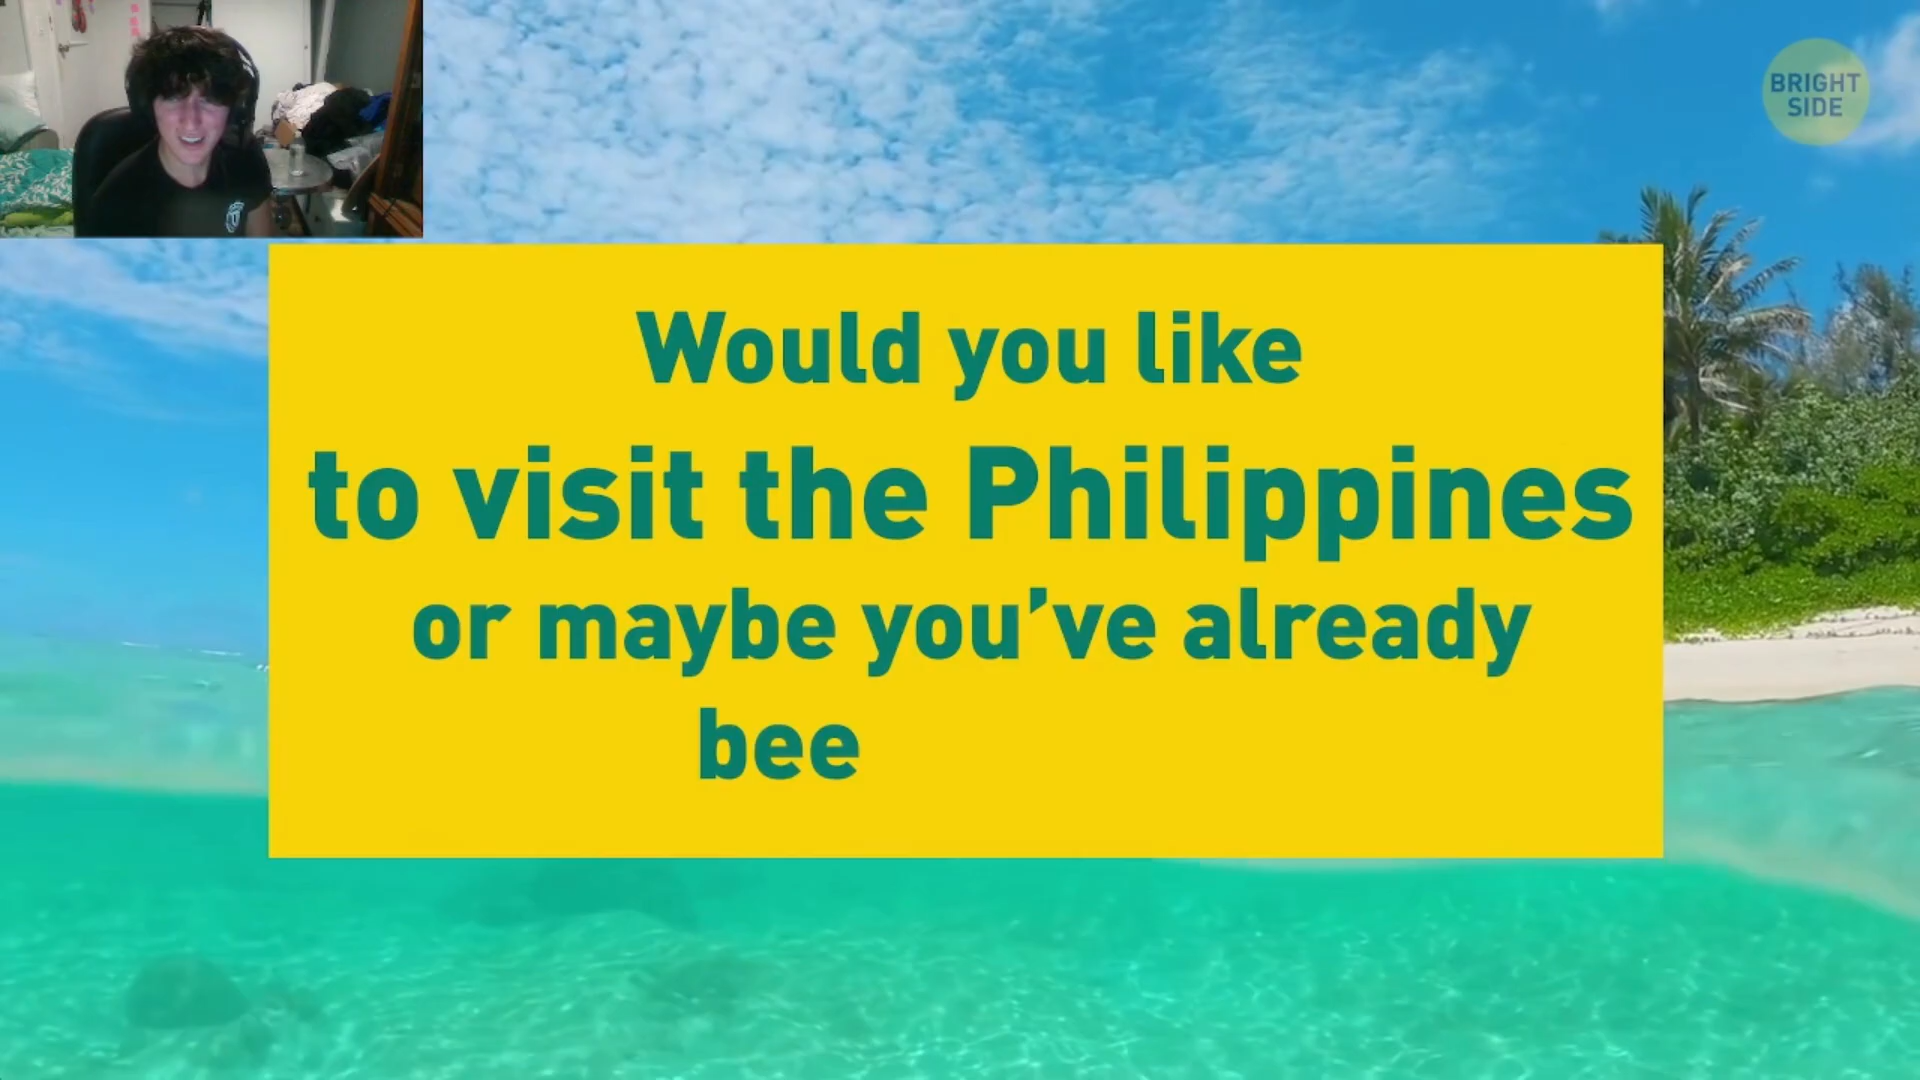 BRIGHT
SIDE
Would you like
to visit the Philippines
or maybe you’ve already
bee